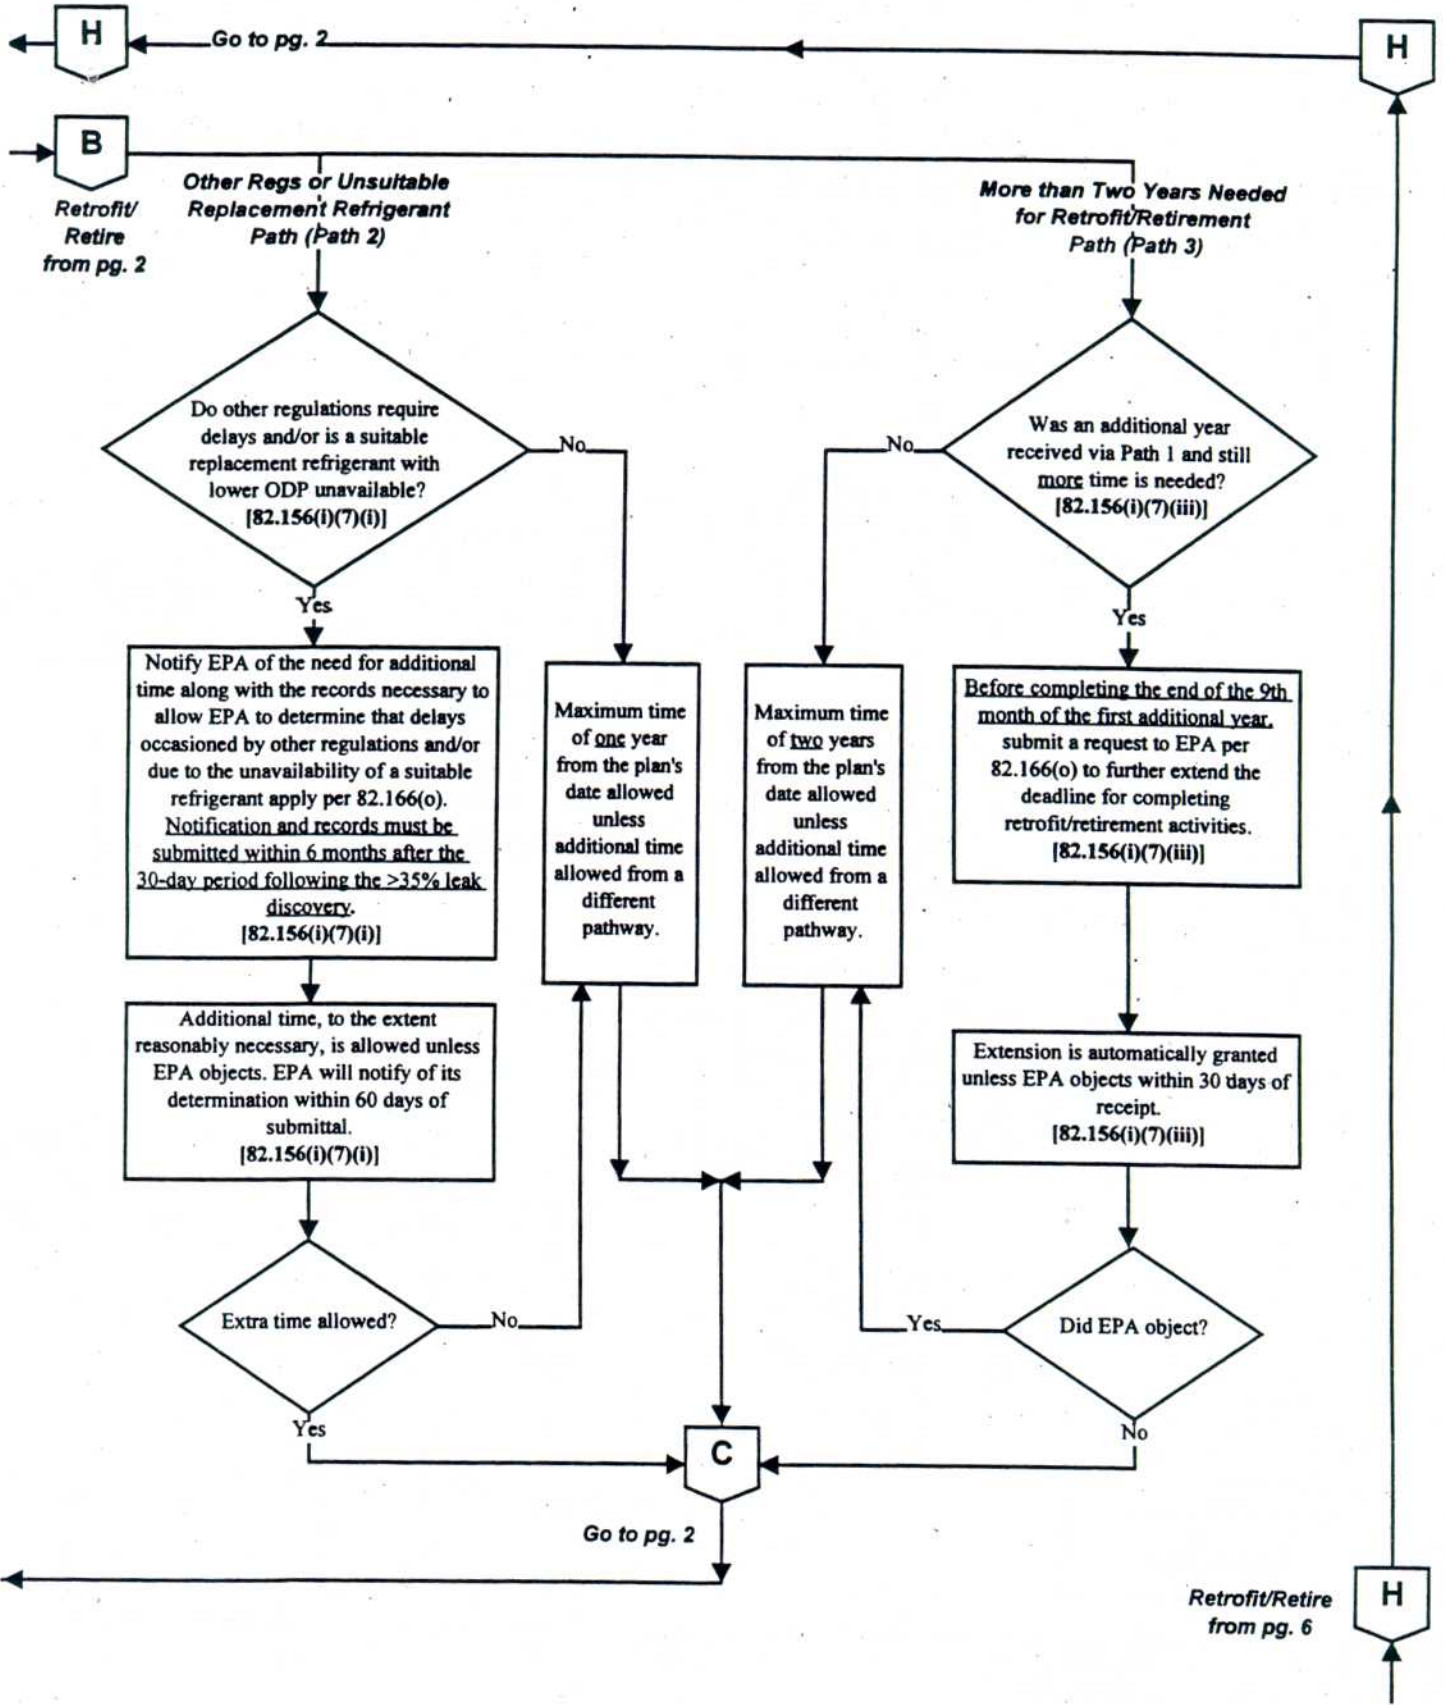 H
Go to pg. 2
H
B
Retrofit/
Retire
from pg. 2
Other Regs or Unsuitable
Replacement Refrigerant
Path (Path 2)
More than Two Years Needed
for Retrofit/Retirement
Path (Path 3)
Do other regulations require
delays and/or is a suitable
replacement refrigerant with
lower ODP unavailable?
[82.156(i)(7)(i)]
No
No
Was an additional year
received via Path 1 and still
more time is needed?
[82.156(i)(7)(iii)]
Yes
Yes
Notify EPA of the need for additional
time along with the records necessary to
allow EPA to determine that delays
occasioned by other regulations and/or
due to the unavailability of a suitable
refrigerant apply per 82.166(o).
Notification and records must be
submitted within 6 months after the
30-day period following the >35% leak
discovery.
[82.156(i)(7)(i)]
Maximum time
of one year
from the plan's
date allowed
unless
additional time
allowed from a
different
pathway.
Maximum time
of two years
from the plan's
date allowed
unless
additional time
allowed from a
different
pathway.
Before completing the end of the 9th
month of the first additional year,
submit a request to EPA per
82.166(o) to further extend the
deadline for completing
retrofit/retirement activities.
[82.156(i)(7)(iii)]
Additional time, to the extent
reasonably necessary, is allowed unless
EPA objects. EPA will notify of its
determination within 60 days of
submittal.
[82.156(i)(7)(i)]
Extension is automatically granted
unless EPA objects within 30 days of
receipt.
[82.156(i)(7)(iii)]
Extra time allowed?
No
Yes
Did EPA object?
Yes
No
C
Go to pg. 2
Retrofit/Retire
from pg. 6
H